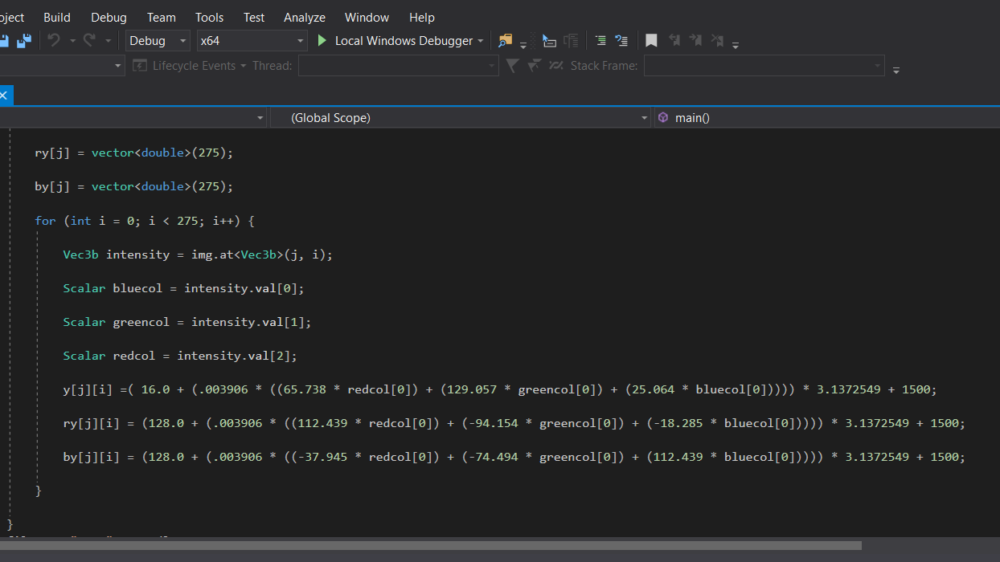 oject Build Debug Team Tools Test Analyze Window Help
Debug x64 Local Windows Debugger
Lifecycle Events Thread: Stack Frame:
(Global Scope) main()
ry[j] = vector<double>(275);
by[j] = vector<double>(275);
for (int i = 0; i < 275; i++) {
Vec3b intensity = img.at<Vec3b>(j, i);
Scalar bluecol = intensity.val[0];
Scalar greencol = intensity.val[1];
Scalar redcol = intensity.val[2];
y[j][i] =( 16.0 + (.003906 * ((65.738 * redcol[0]) + (129.057 * greencol[0]) + (25.064 * bluecol[0])))) * 3.1372549 + 1500;
ry[j][i] = (128.0 + (.003906 * ((112.439 * redcol[0]) + (-94.154 * greencol[0]) + (-18.285 * bluecol[0])))) * 3.1372549 + 1500;
by[j][i] = (128.0 + (.003906 * ((-37.945 * redcol[0]) + (-74.494 * greencol[0]) + (112.439 * bluecol[0])))) * 3.1372549 + 1500;
}
}